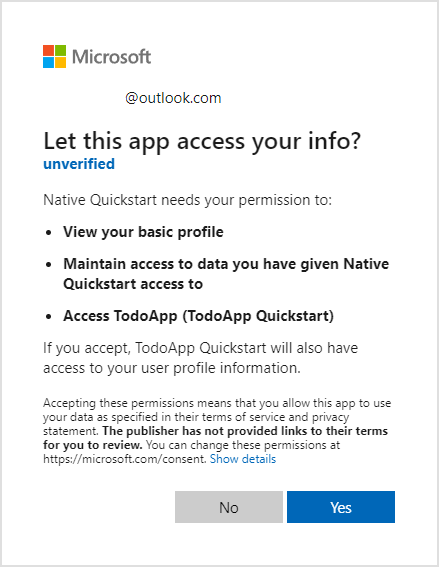 Microsoft
@outlook.com
Let this app access your info?
unverified
Native Quickstart needs your permission to:
• View your basic profile
• Maintain access to data you have given Native
Quickstart access to
• Access TodoApp (TodoApp Quickstart)
If you accept, TodoApp Quickstart will also have
access to your user profile information.
Accepting these permissions means that you allow this app to use
your data as specified in their terms of service and privacy
statement. The publisher has not provided links to their terms
for you to review. You can change these permissions at
https://microsoft.com/consent. Show details
No
Yes